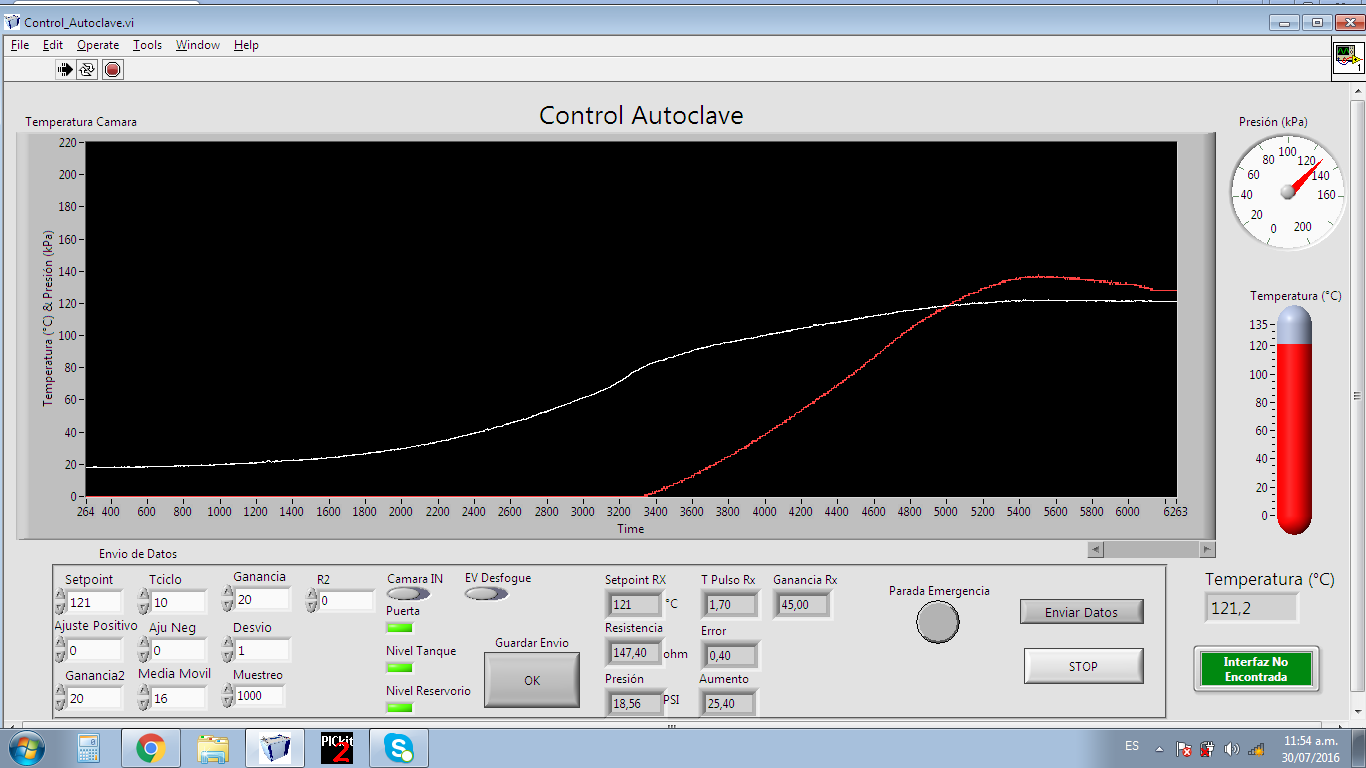 Control_Autoclave.vi
File Edit Operate Tools Window Help
1
Control Autoclave
Temperatura Camara
Temperatura (°C) & Presión (kPa)
220
200
180
160
140
120
100
80
60
40
20
0
264 400 600 800 1000 1200 1400 1600 1800 2000 2200 2400 2600 2800 3000 3200 3400 3600 3800 4000 4200 4400 4600 4800 5000 5200 5400 5600 5800 6000 6263
Time
Presión (kPa)
0 20 40 60 80 100 120 140 160 200
Temperatura (°C)
135
120
100
80
60
40
20
0
Temperatura (°C)
121,2
Interfaz No
Encontrada
Envio de Datos
Setpoint Tciclo Ganancia R2
121 10 20 0
Ajuste Positivo Aju Neg Desvio
0 0 1
Ganancia2 Media Movil Muestreo
20 16 1000
Camara IN EV Desfogue
Puerta
Nivel Tanque
Nivel Reservorio
Guardar Envio
OK
Setpoint RX T Pulso Rx Ganancia Rx
121 °C 1,70 45,00
Resistencia Error
147,40 ohm 0,40
Presión Aumento
18,56 PSI 25,40
Parada Emergencia
Enviar Datos
STOP
PICkit
2
ES
11:54 a.m.
30/07/2016